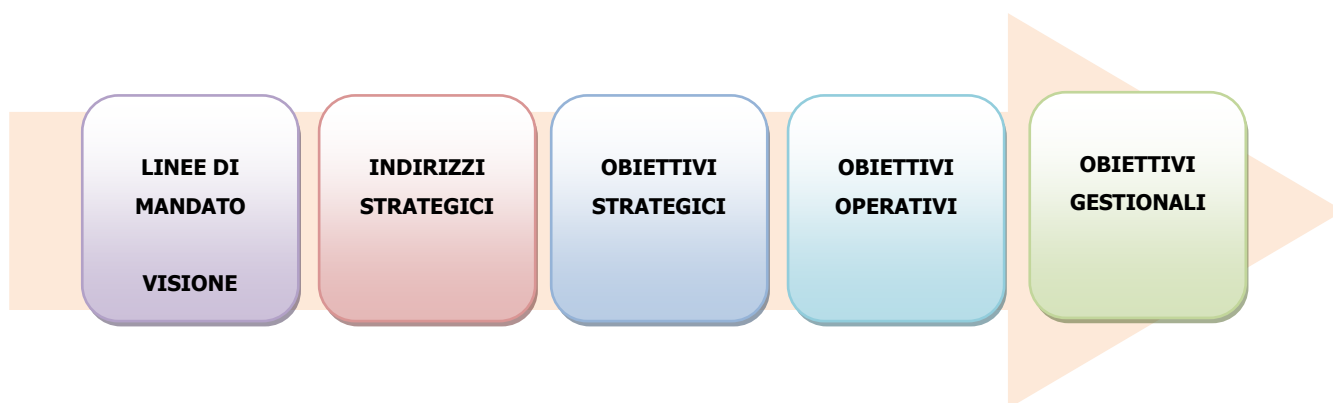 LINEE DI
MANDATO
VISIONE
INDIRIZZI
STRATEGICI
OBIETTIVI
STRATEGICI
OBIETTIVI
OPERATIVI
OBIETTIVI
GESTIONALI